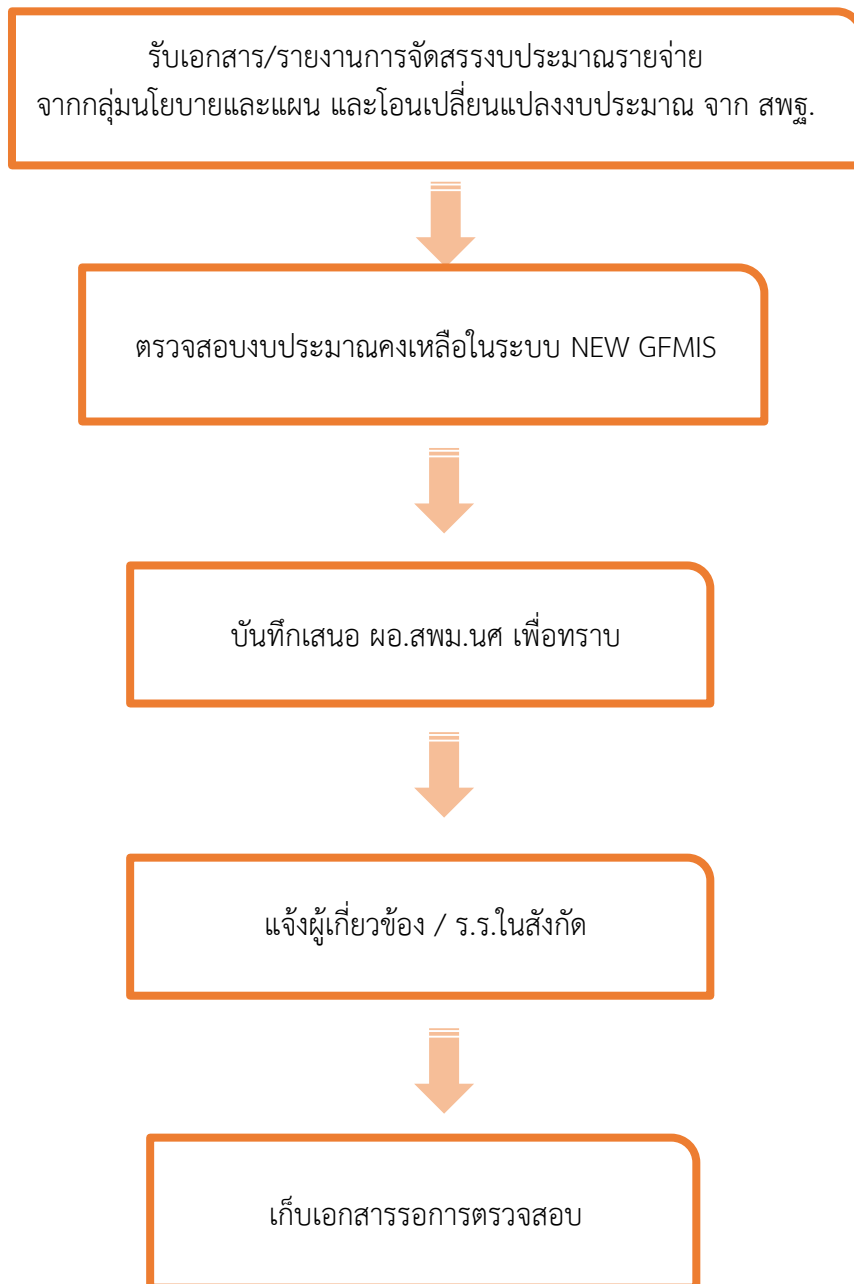 รับเอกสาร/รายงานการจัดสรรงบประมาณรายจ่าย
จากกลุ่มนโยบายและแผน และโอนเปลี่ยนแปลงงบประมาณ จาก สพฐ.
ตรวจสอบงบประมาณคงเหลือในระบบ NEW GFMIS
บันทึกเสนอ ผอ.สพม.นศ เพื่อทราบ
แจ้งผู้เกี่ยวข้อง / ร.ร.ในสังกัด
เก็บเอกสารรอการตรวจสอบ